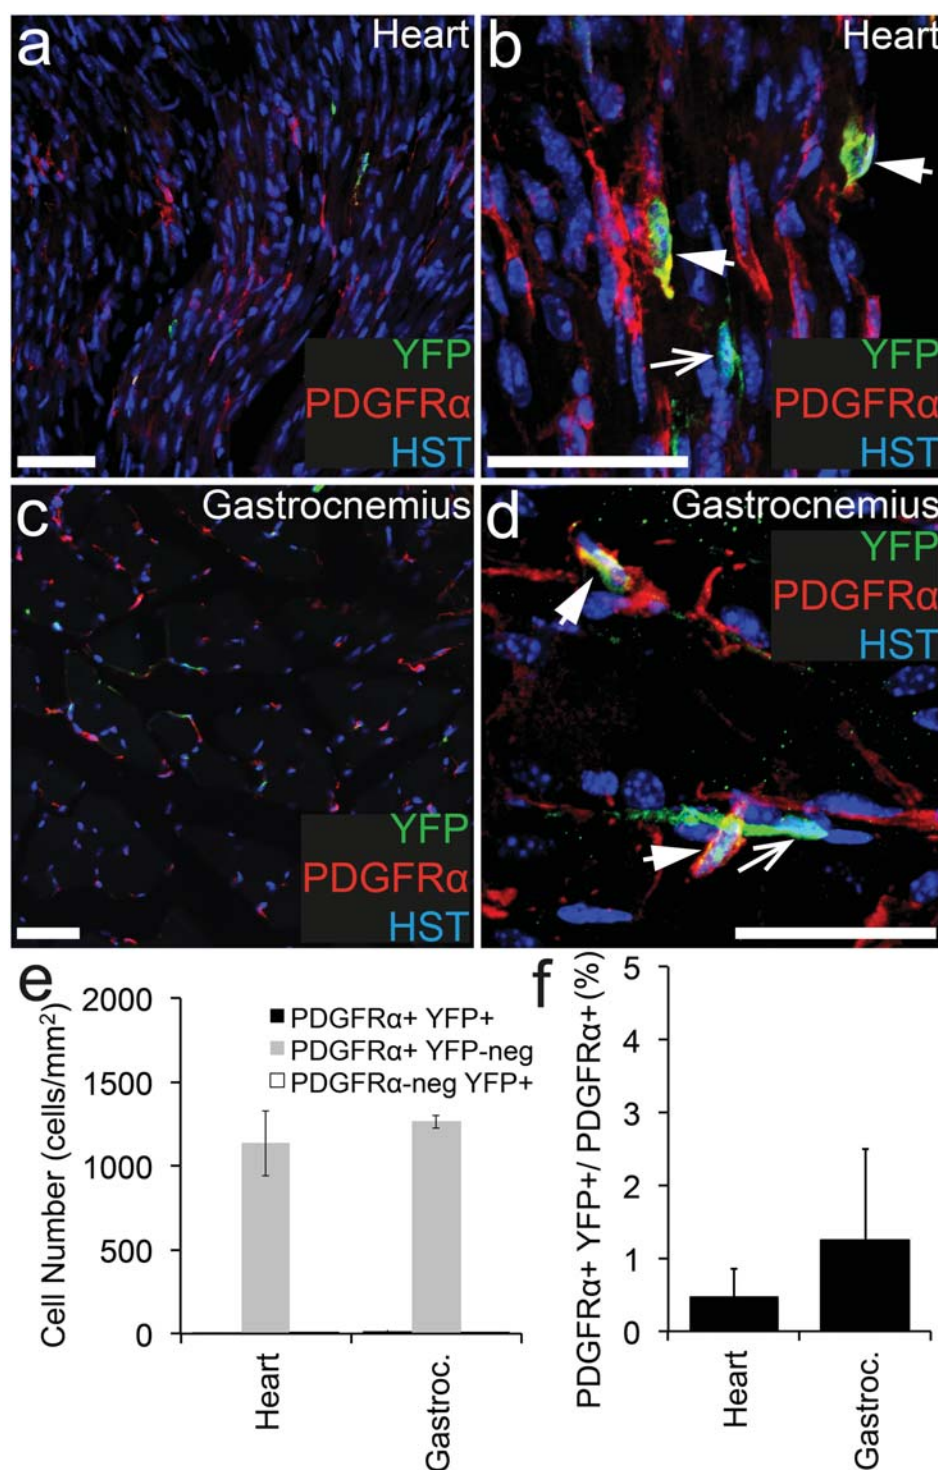 a
Heart
YFP
PDGFRα
HST
b
Heart
YFP
PDGFRα
HST
c
Gastrocnemius
YFP
PDGFRα
HST
d
Gastrocnemius
YFP
PDGFRα
HST
e
Cell Number (cells/mm²)
2000
1500
1000
500
0
PDGFRα+ YFP+
PDGFRα+ YFP-neg
PDGFRα-neg YFP+
Heart
Gastroc.
f
PDGFRα+ YFP+/ PDGFRα+ (%)
5
4
3
2
1
0
Heart
Gastroc.